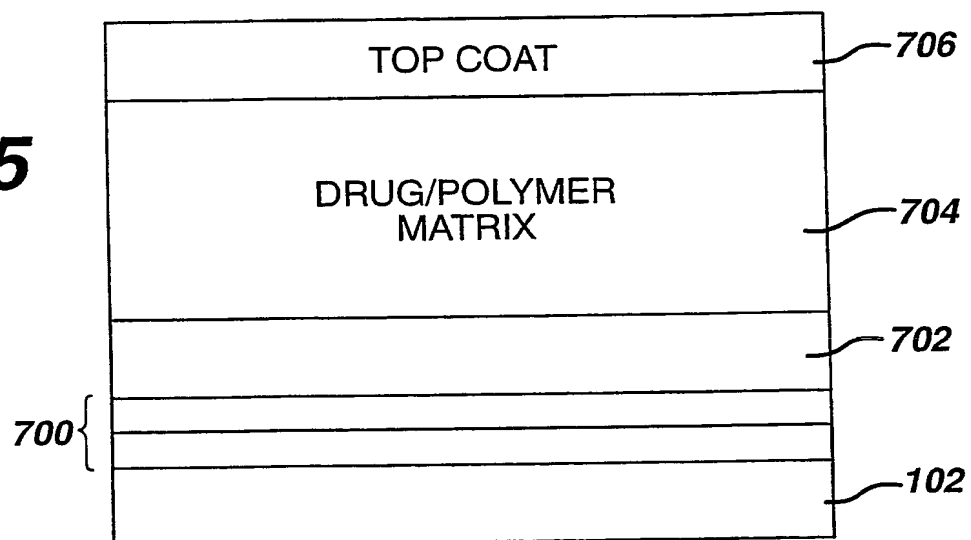 TOP COAT
706
5
DRUG/POLYMER
MATRIX
704
702
700
102